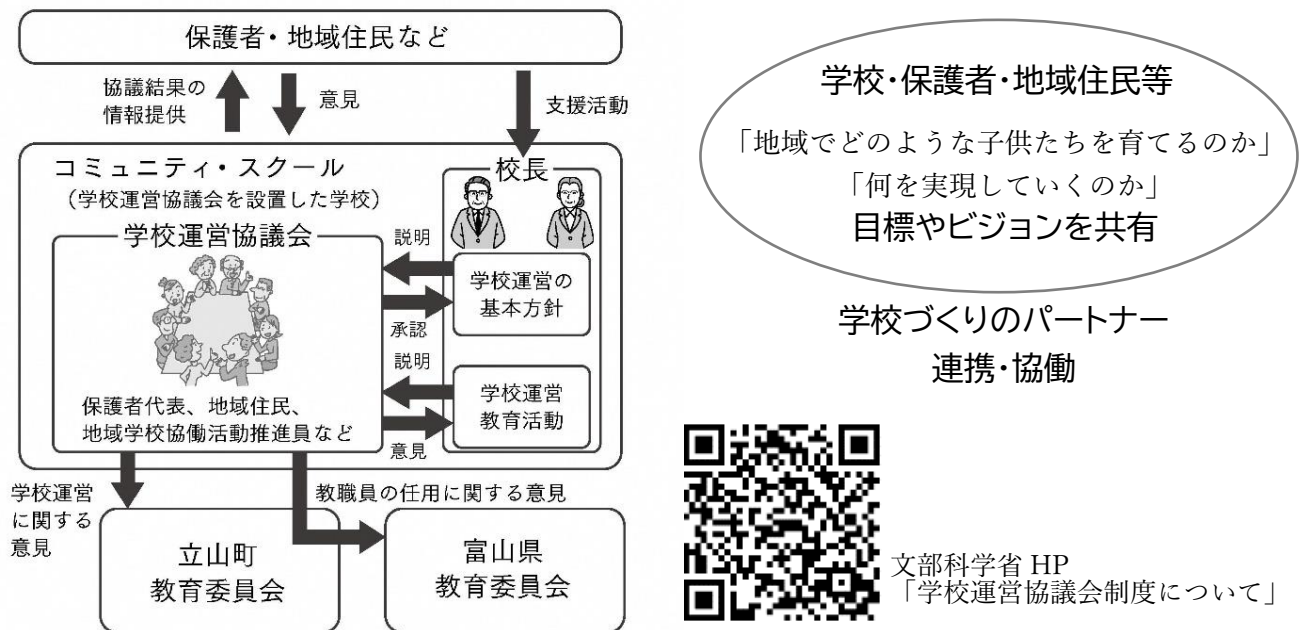 保護者・地域住民など
協議結果の
情報提供
意見
支援活動
コミュニティ・スクール
（学校運営協議会を設置した学校）
学校運営協議会
保護者代表、地域住民、
地域学校協働活動推進員など
校長
説明
学校運営の
基本方針
承認
説明
学校運営
教育活動
意見
学校運営
に関する
意見
教職員の任用に関する意見
立山町
教育委員会
富山県
教育委員会
学校・保護者・地域住民等
「地域でどのような子供たちを育てるのか」
「何を実現していくのか」
目標やビジョンを共有
学校づくりのパートナー
連携・協働
文部科学省 HP
「学校運営協議会制度について」